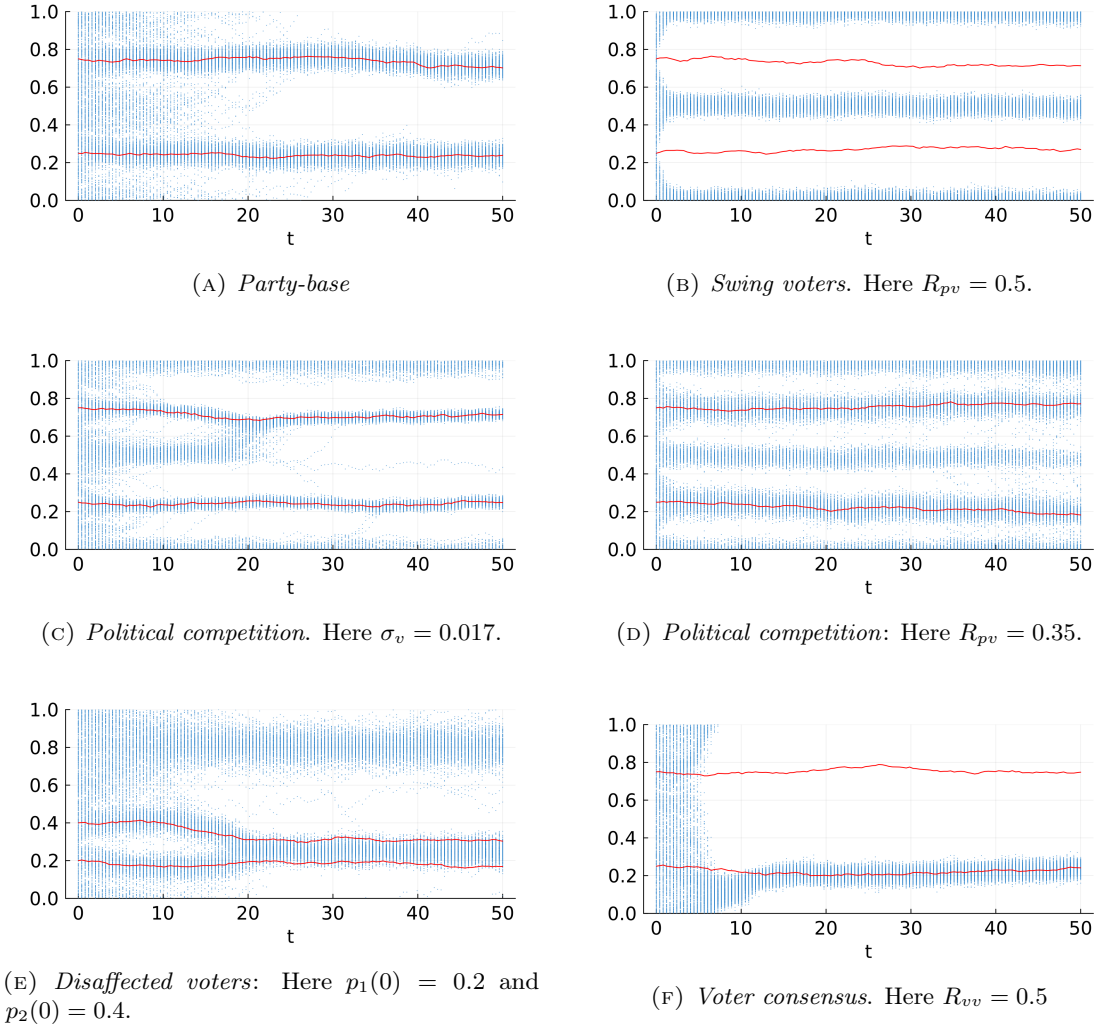 1.0
0.8
0.6
0.4
0.2
0.0
0 10 20 30 40 50
t
(A) Party-base
1.0
0.8
0.6
0.4
0.2
0.0
0 10 20 30 40 50
t
(B) Swing voters. Here R_{pv} = 0.5.
1.0
0.8
0.6
0.4
0.2
0.0
0 10 20 30 40 50
t
(C) Political competition. Here σ_v = 0.017.
1.0
0.8
0.6
0.4
0.2
0.0
0 10 20 30 40 50
t
(D) Political competition: Here R_{pv} = 0.35.
1.0
0.8
0.6
0.4
0.2
0.0
0 10 20 30 40 50
t
(E) Disaffected voters: Here p_1(0) = 0.2 and
p_2(0) = 0.4.
1.0
0.8
0.6
0.4
0.2
0.0
0 10 20 30 40 50
t
(F) Voter consensus. Here R_{vv} = 0.5